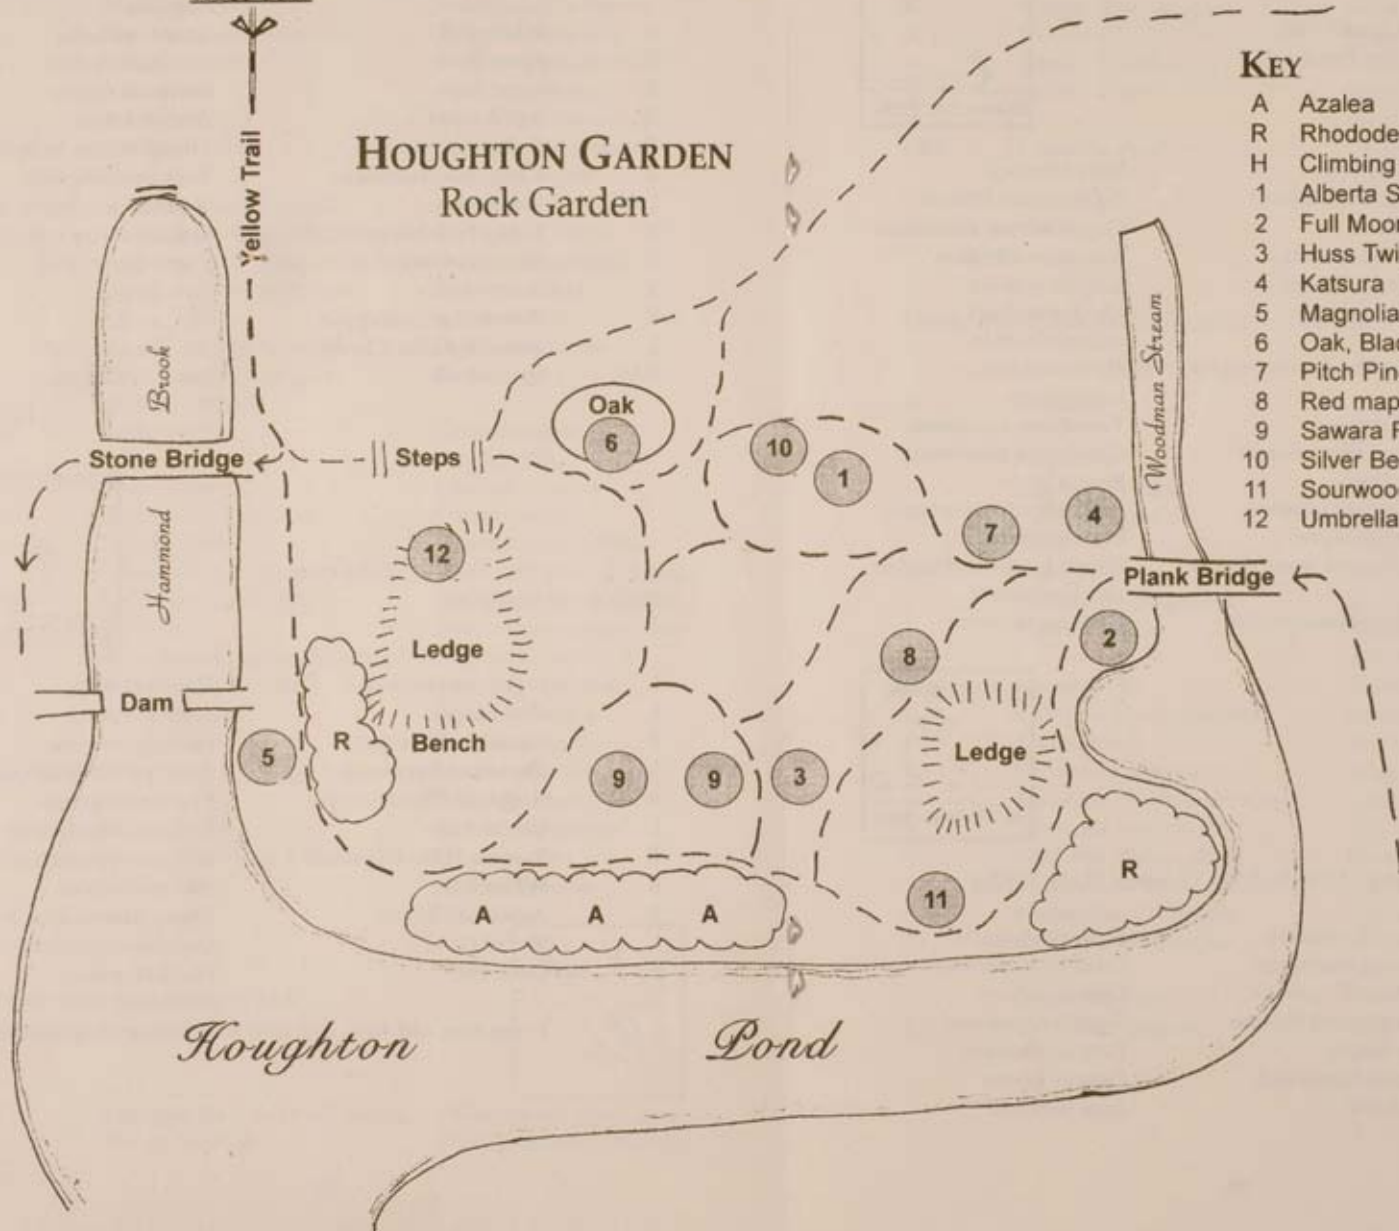 HOUGHTON GARDEN
Rock Garden
Yellow Trail
KEY
A Azalea
R Rhodode
H Climbing
1 Alberta S
2 Full Moo
3 Huss Twi
4 Katsura
5 Magnolia
6 Oak, Blac
7 Pitch Pin
8 Red map
9 Sawara F
10 Silver Be
11 Sourwoo
12 Umbrella
Brook
Woodman Stream
Oak
6
10
1
Stone Bridge
Steps
7
4
12
Hammond
Plank Bridge
2
Ledge
8
Dam
R
Bench
5
9
9
3
Ledge
R
11
A A A
Houghton Pond